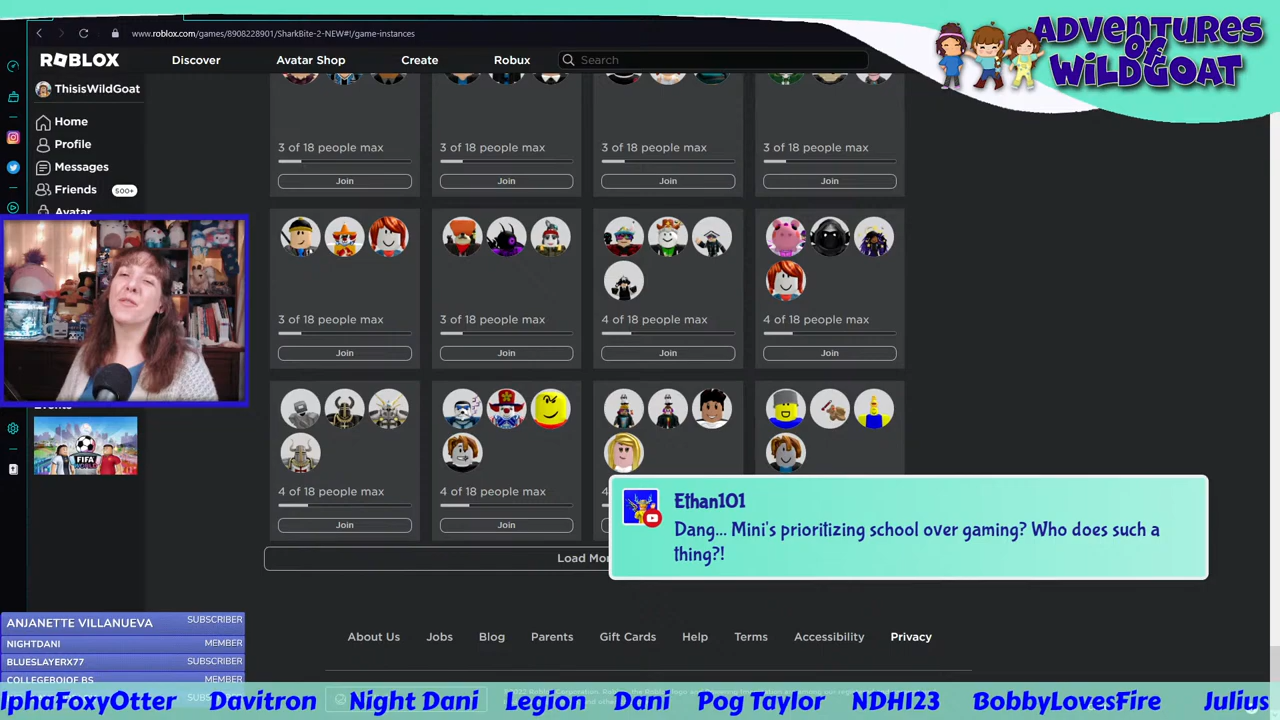 www.roblox.com/games/8908228901/SharkBite-2-NEW#!/game-instances
ADVENTURES
OF
WILDGOAT
ROBLOX
Discover
Avatar Shop
Create
Robux
Search
ThisisWildGoat
Home
Profile
Messages
Friends
500+
Avatar
3 of 18 people max
3 of 18 people max
3 of 18 people max
3 of 18 people max
Join
Join
Join
Join
3 of 18 people max
3 of 18 people max
4 of 18 people max
4 of 18 people max
Join
Join
Join
Join
Events
FIFA
WORLD
4 of 18 people max
4 of 18 people max
Join
Join
Ethan101
Dang... Mini's prioritizing school over gaming? Who does such a
thing?!
Load Mor
ANJANETTE VILLANUEVA
SUBSCRIBER
NIGHTDANI
MEMBER
BLUESLAYERX77
SUBSCRIBER
COLLEGEBOIOF BS
MEMBER
About Us
Jobs
Blog
Parents
Gift Cards
Help
Terms
Accessibility
Privacy
lphaFoxyOtter
Davitron
Night Dani
Legion
Dani
Pog Taylor
NDH123
BobbyLovesFire
Julius